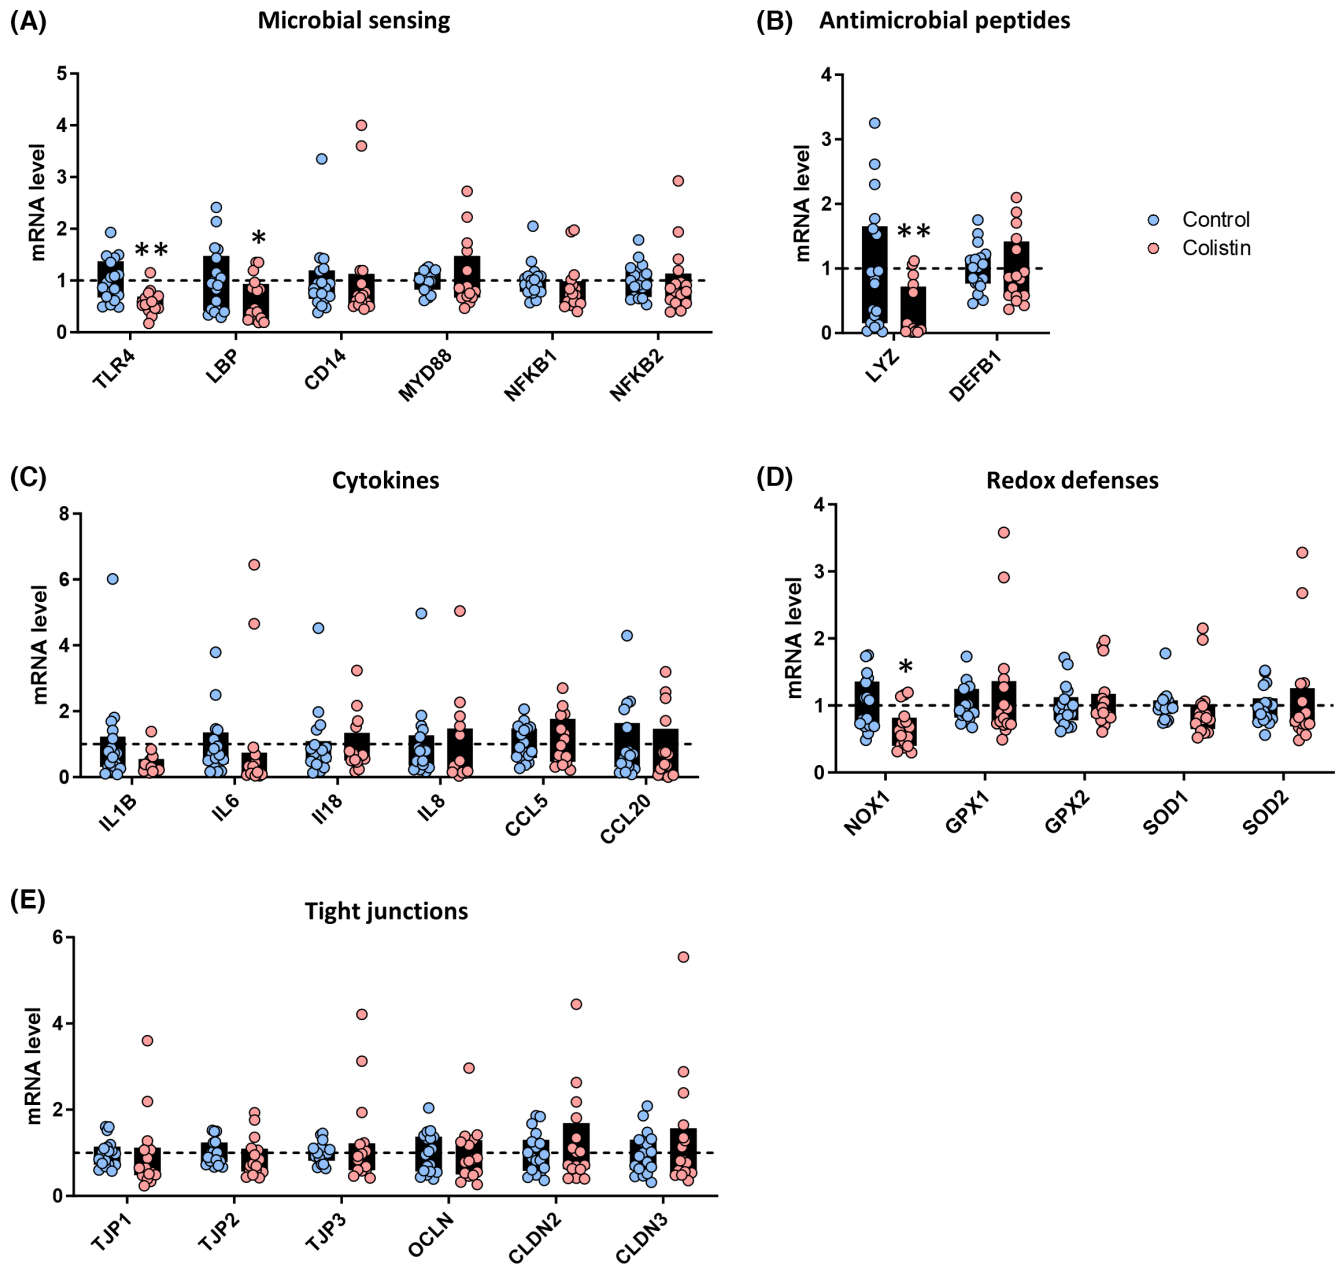 (A) Microbial sensing
mRNA level
5
4
3
2
1
0
**
*
TLR4
LBP
CD14
MYD88
NFKB1
NFKB2
(B) Antimicrobial peptides
mRNA level
4
3
2
1
0
**
LYZ
DEFB1
Control
Colistin
(C) Cytokines
mRNA level
8
6
4
2
0
IL1B
IL6
Il18
IL8
CCL5
CCL20
(D) Redox defenses
mRNA level
4
3
2
1
0
*
NOX1
GPX1
GPX2
SOD1
SOD2
(E) Tight junctions
mRNA level
6
4
2
0
TJP1
TJP2
TJP3
OCLN
CLDN2
CLDN3